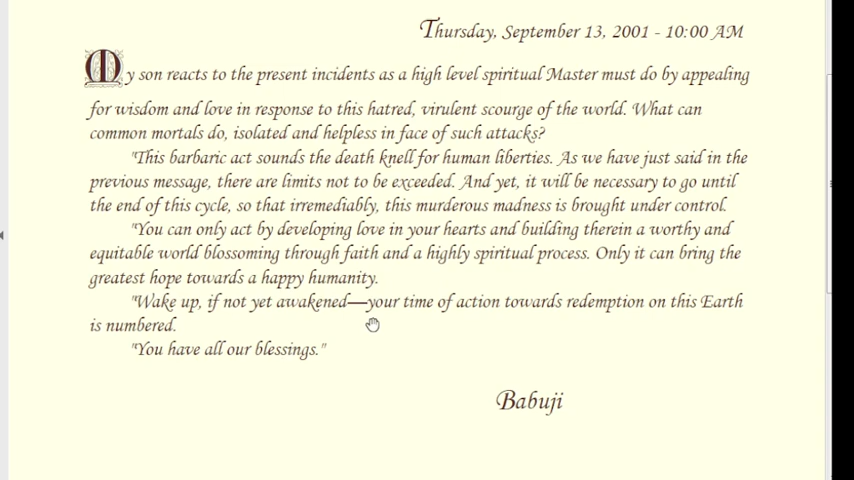 Thursday, September 13, 2001 - 10:00 AM
My son reacts to the present incidents as a high level spiritual Master must do by appealing
for wisdom and love in response to this hatred, virulent scourge of the world. What can
common mortals do, isolated and helpless in face of such attacks?
"This barbaric act sounds the death knell for human liberties. As we have just said in the
previous message, there are limits not to be exceeded. And yet, it will be necessary to go until
the end of this cycle, so that irremediably, this murderous madness is brought under control.
"You can only act by developing love in your hearts and building therein a worthy and
equitable world blossoming through faith and a highly spiritual process. Only it can bring the
greatest hope towards a happy humanity.
"Wake up, if not yet awakened—your time of action towards redemption on this Earth
is numbered.
"You have all our blessings."
Babuji